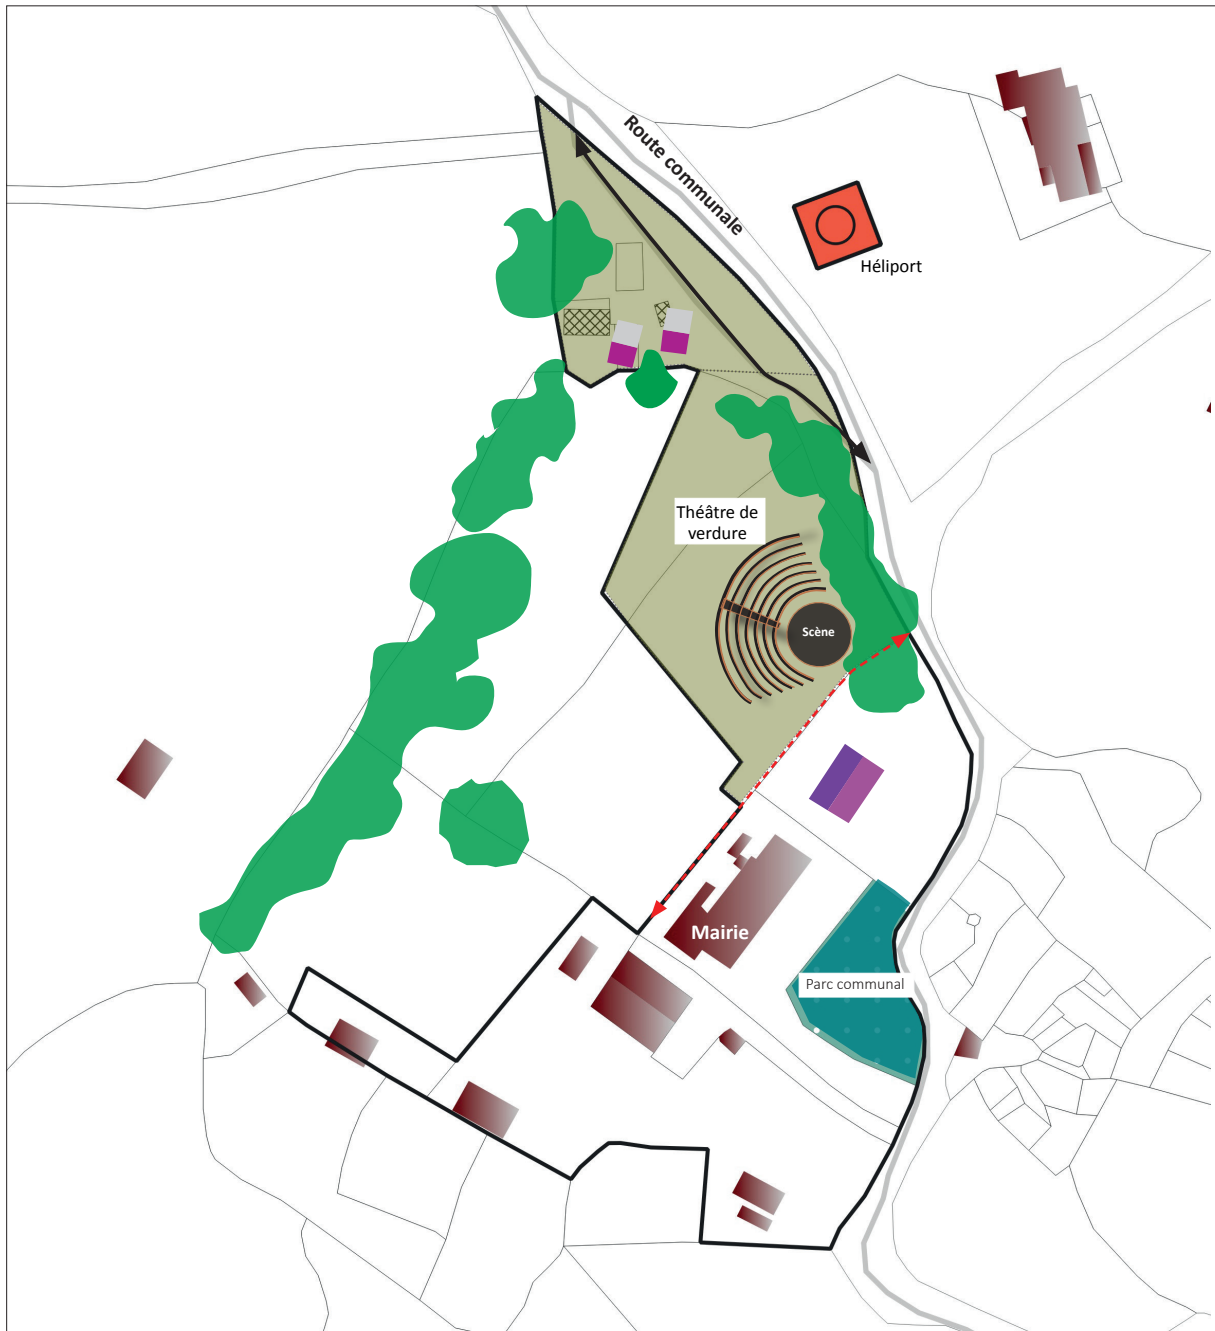 Route communale
Héliport
Théâtre de
verdure
Scène
Mairie
Parc communal